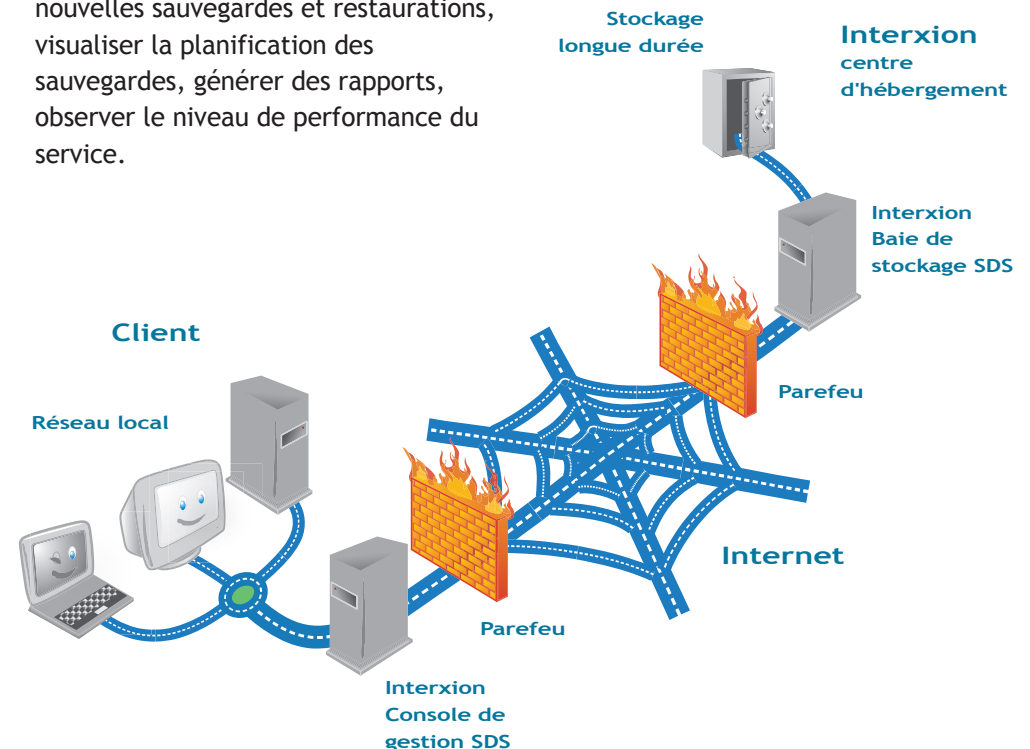 nouvelles sauvegardes et restaurations,
visualiser la planification des
sauvegardes, générer des rapports,
observer le niveau de performance du
service.
Stockage
longue durée
Interxion
centre
d'hébergement
Interxion
Baie de
stockage SDS
Client
Parefeu
Réseau local
Internet
Parefeu
Interxion
Console de
gestion SDS